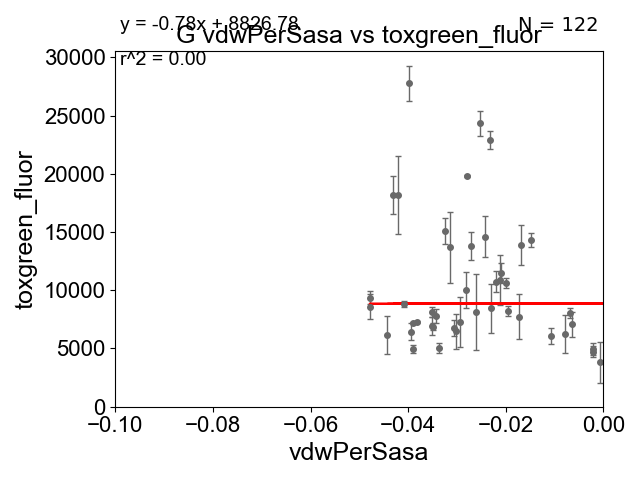 y = -0.78x + 8826.78
N = 122
G vdwPerSasa vs toxgreen_fluor
r^2 = 0.00
30000
25000
20000
15000
10000
5000
0
toxgreen_fluor
−0.10 −0.08 −0.06 −0.04 −0.02 0.00
vdwPerSasa